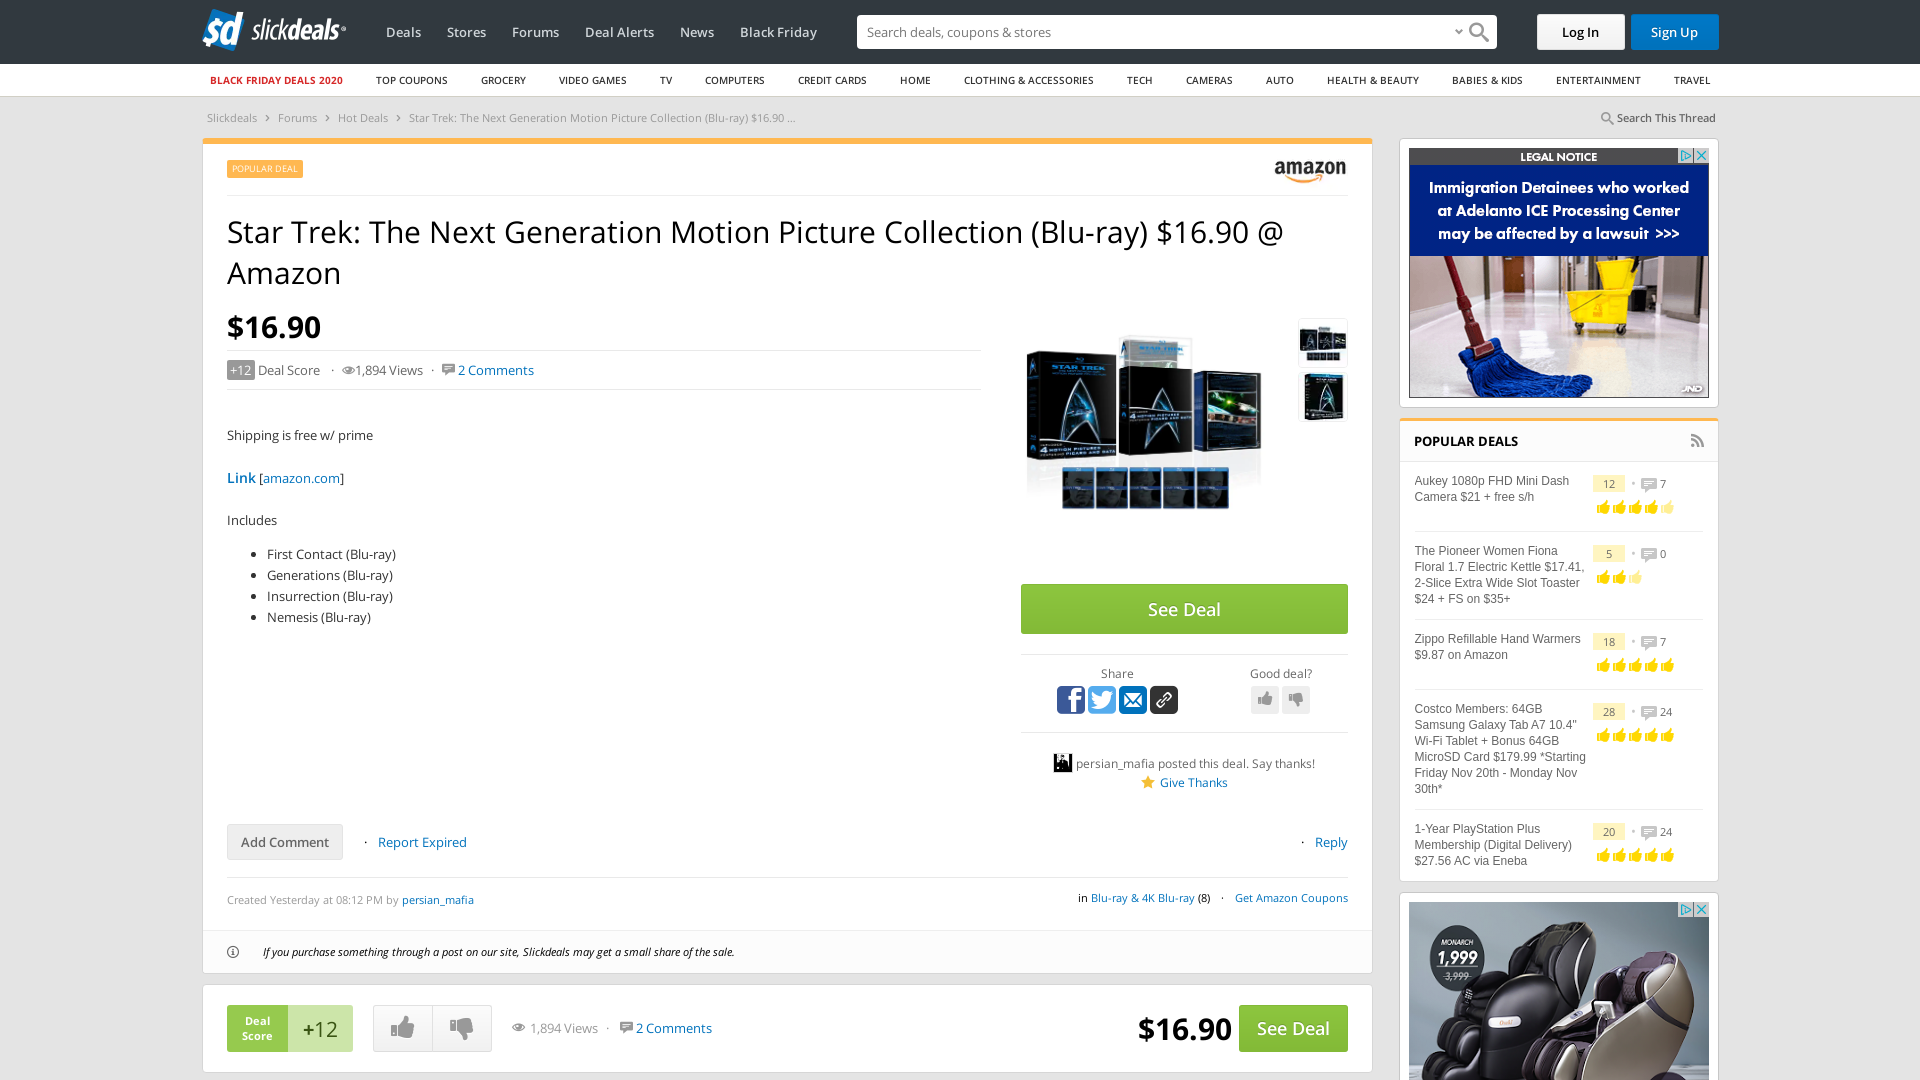 slickdeals
Deals
Stores
Forums
Deal Alerts
News
Black Friday
Search deals, coupons & stores
Log In
Sign Up
BLACK FRIDAY DEALS 2020
TOP COUPONS
GROCERY
VIDEO GAMES
TV
COMPUTERS
CREDIT CARDS
HOME
CLOTHING & ACCESSORIES
TECH
CAMERAS
AUTO
HEALTH & BEAUTY
BABIES & KIDS
ENTERTAINMENT
TRAVEL
Slickdeals > Forums > Hot Deals > Star Trek: The Next Generation Motion Picture Collection (Blu-ray) $16.90 ...
Search This Thread
POPULAR DEAL
amazon
Star Trek: The Next Generation Motion Picture Collection (Blu-ray) $16.90 @
Amazon
$16.90
+12 Deal Score · 1,894 Views · 2 Comments
Shipping is free w/ prime
Link [amazon.com]
Includes
• First Contact (Blu-ray)
• Generations (Blu-ray)
• Insurrection (Blu-ray)
• Nemesis (Blu-ray)
STAR TREK
4 MOTION PICTURES
See Deal
Share
Good deal?
persian_mafia posted this deal. Say thanks!
Give Thanks
Add Comment
· Report Expired
· Reply
Created Yesterday at 08:12 PM by persian_mafia
in Blu-ray & 4K Blu-ray (8) · Get Amazon Coupons
If you purchase something through a post on our site, Slickdeals may get a small share of the sale.
Deal
Score
+12
1,894 Views · 2 Comments
$16.90
See Deal
LEGAL NOTICE
Immigration Detainees who worked
at Adelanto ICE Processing Center
may be affected by a lawsuit >>>
JND
POPULAR DEALS
Aukey 1080p FHD Mini Dash
Camera $21 + free s/h
12 · 7
The Pioneer Women Fiona
Floral 1.7 Electric Kettle $17.41,
2-Slice Extra Wide Slot Toaster
$24 + FS on $35+
5 · 0
Zippo Refillable Hand Warmers
$9.87 on Amazon
18 · 7
Costco Members: 64GB
Samsung Galaxy Tab A7 10.4"
Wi-Fi Tablet + Bonus 64GB
MicroSD Card $179.99 *Starting
Friday Nov 20th - Monday Nov
30th*
28 · 24
1-Year PlayStation Plus
Membership (Digital Delivery)
$27.56 AC via Eneba
20 · 24
MONARCH
1,999
3,999